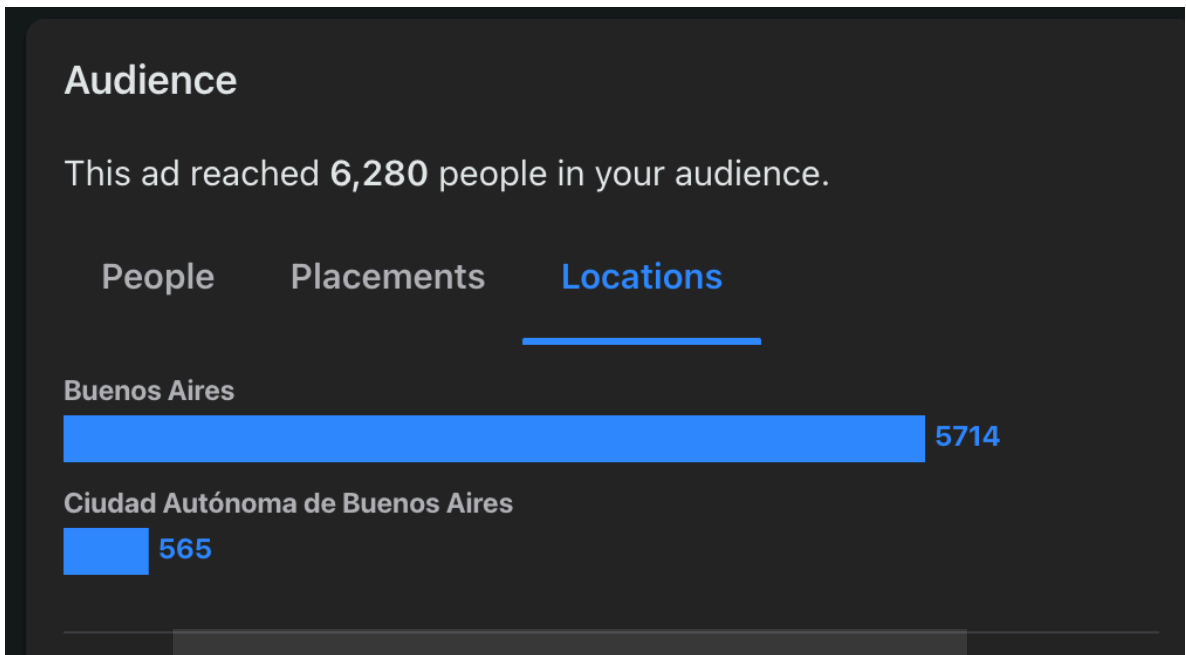 Audience
This ad reached 6,280 people in your audience.
People Placements Locations
Buenos Aires
5714
Ciudad Autónoma de Buenos Aires
565